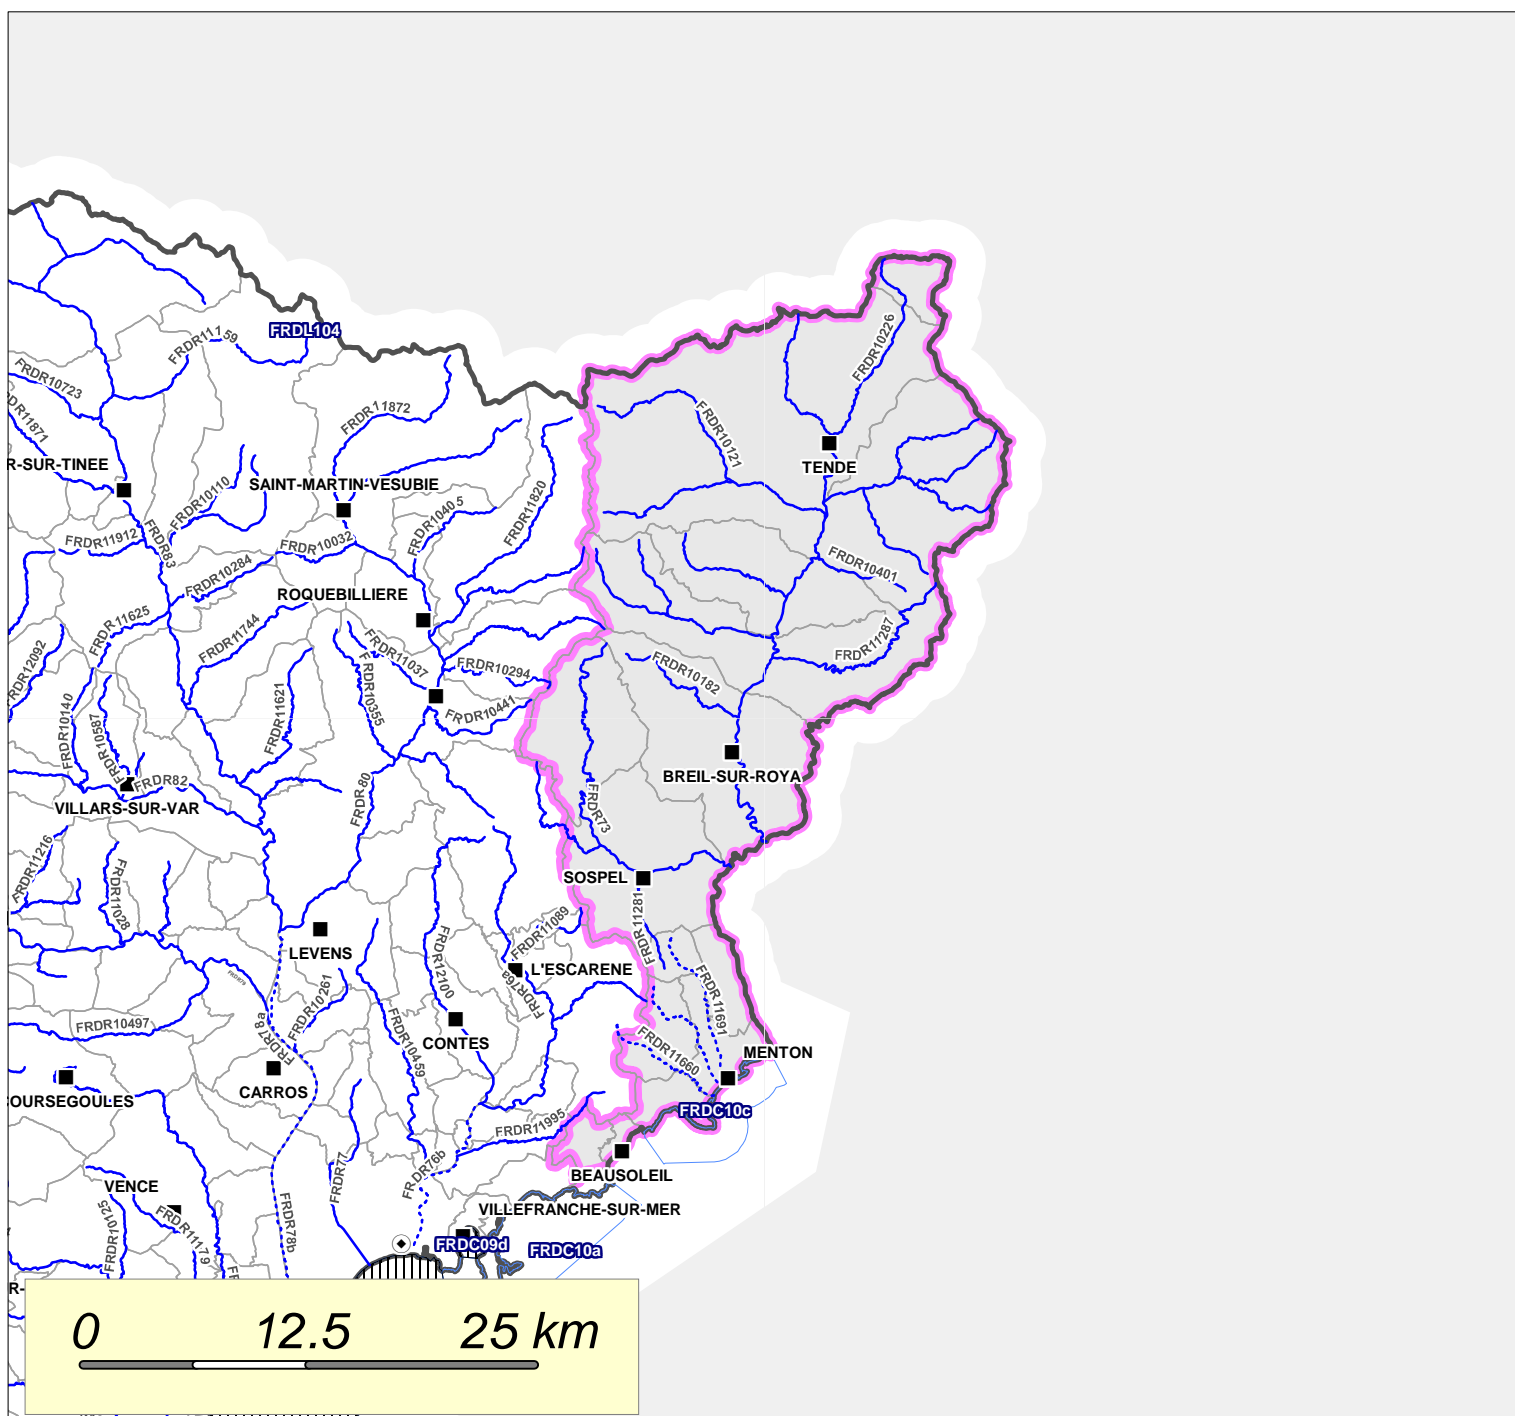 FRDL104
FRDR11159
FRDR10226
FRDR10723
FRDR11872
FRDR10121
DR11871
TENDE
R-SUR-TINEE
SAINT-MARTIN-VESUBIE
FRDR10110
FRDR10405
FRDR11820
FRDR83
FRDR11912
FRDR10032
FRDR10284
FRDR10401
ROQUEBILLIERE
FRDR11625
FRDR11744
FRDR11037
FRDR11287
FRDR12092
FRDR10294
FRDR10182
FRDR10355
FRDR10140
FRDR11621
FRDR10441
FRDR10587
FRDR82
BREIL-SUR-ROYA
VILLARS-SUR-VAR
FRDR80
FRDR73
FRDR11216
FRDR11028
SOSPEL
FRDR11281
FRDR11089
LEVENS
FRDR12100
L'ESCARENE
FRDR76a
FRDR10261
FRDR11691
FRDR10497
FRDR78a
CONTES
FRDR10459
FRDR11660
MENTON
CARROS
OURSEGOULES
FRDC10c
FRDR11995
FRDR76b
FRDR77
BEAUSOLEIL
VENCE
VILLEFRANCHE-SUR-MER
FRDR10125
FRDR11179
FRDR78b
FRDC09d
FRDC10a
FR
R-
0 12.5 25 km